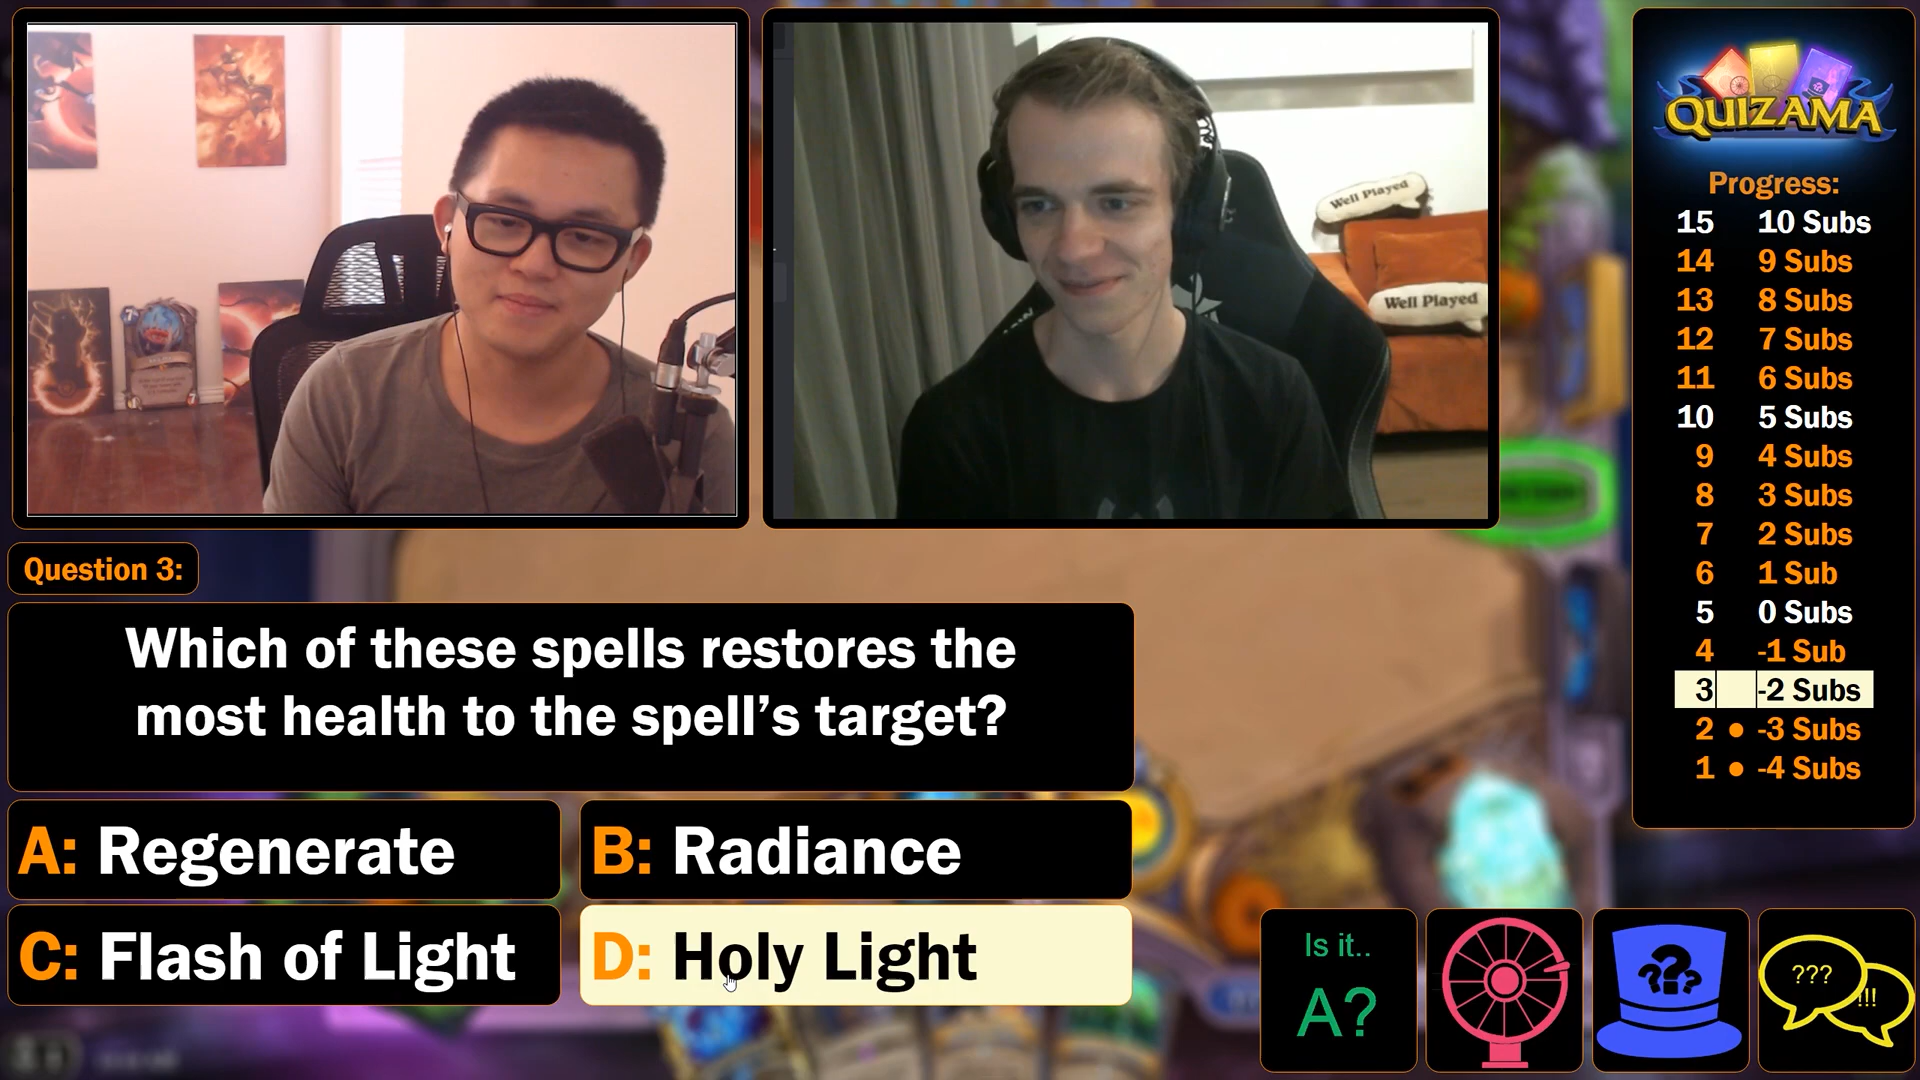 Well Played
Well Played
QUIZAMA
Progress:
15 10 Subs
14 9 Subs
13 8 Subs
12 7 Subs
11 6 Subs
10 5 Subs
9 4 Subs
8 3 Subs
7 2 Subs
6 1 Sub
5 0 Subs
4 -1 Sub
3 -2 Subs
2 • -3 Subs
1 • -4 Subs
Question 3:
Which of these spells restores the
most health to the spell’s target?
A: Regenerate
B: Radiance
C: Flash of Light
D: Holy Light
Is it..
A?
???
???
!!!